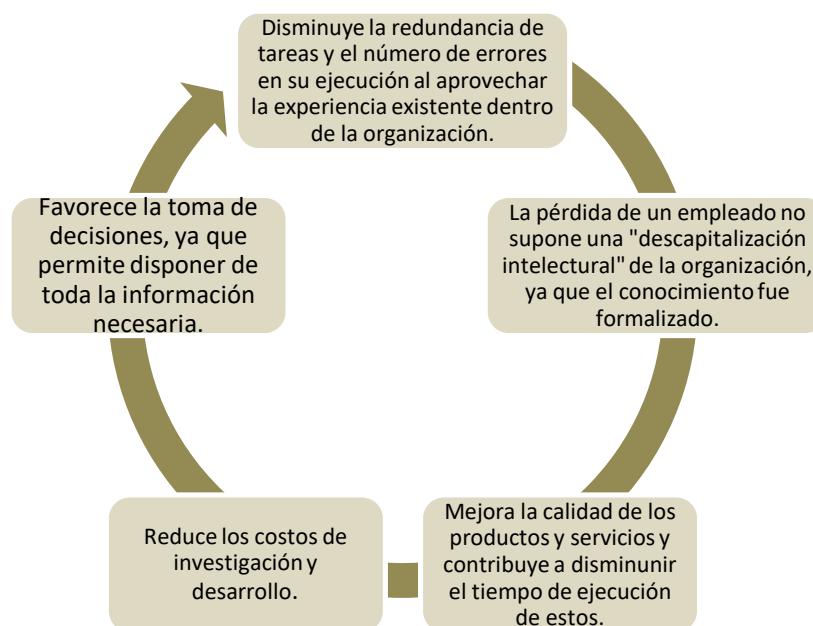 Disminuye la redundancia de
tareas y el número de errores
en su ejecución al aprovechar
la experiencia existente dentro
de la organización.
La pérdida de un empleado no
supone una "descapitalización
intelectural" de la organización,
ya que el conocimiento fue
formalizado.
Mejora la calidad de los
productos y servicios y
contribuye a disminunir
el tiempo de ejecución
de estos.
Reduce los costos de
investigación y
desarrollo.
Favorece la toma de
decisiones, ya que
permite disponer de
toda la información
necesaria.